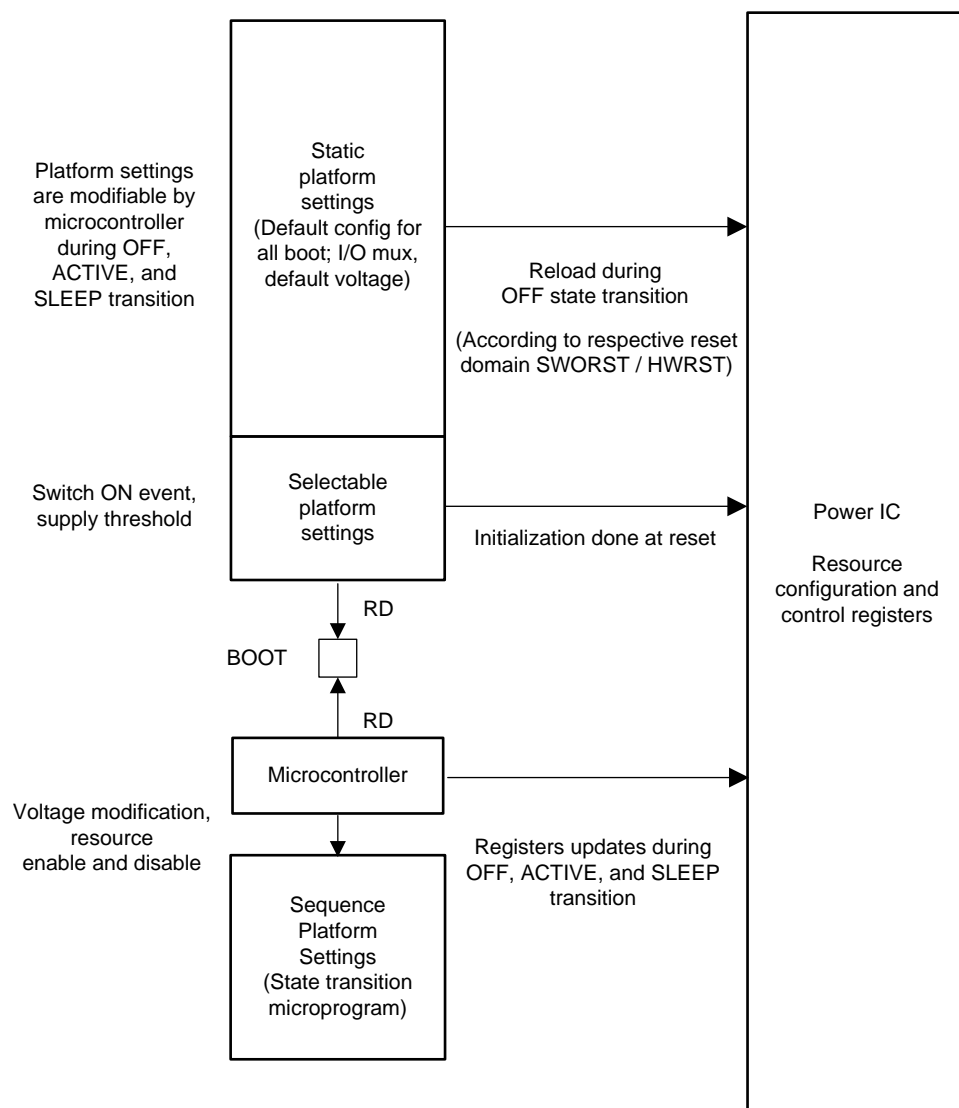 Platform settings
are modifiable by
microcontroller
during OFF,
ACTIVE, and
SLEEP transition
Static
platform
settings
(Default config for
all boot; I/O mux,
default voltage)
Reload during
OFF state transition
(According to respective reset
domain SWORST / HWRST)
Switch ON event,
supply threshold
Selectable
platform
settings
Initialization done at reset
Power IC
Resource
configuration and
control registers
RD
BOOT
RD
Microcontroller
Voltage modification,
resource
enable and disable
Registers updates during
OFF, ACTIVE, and SLEEP
transition
Sequence
Platform
Settings
(State transition
microprogram)